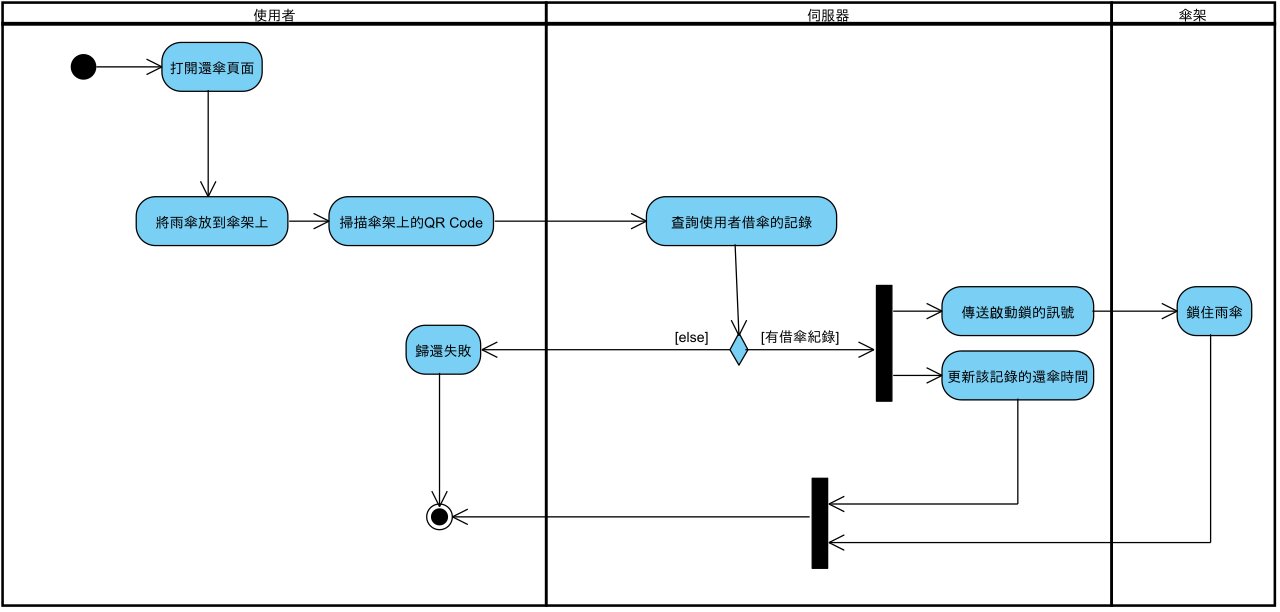 使用者
伺服器
傘架
打開還傘頁面
將雨傘放到傘架上
掃描傘架上的QR Code
查詢使用者借傘的記錄
傳送啟動鎖的訊號
鎖住雨傘
[else]
[有借傘紀錄]
歸還失敗
更新該記錄的還傘時間